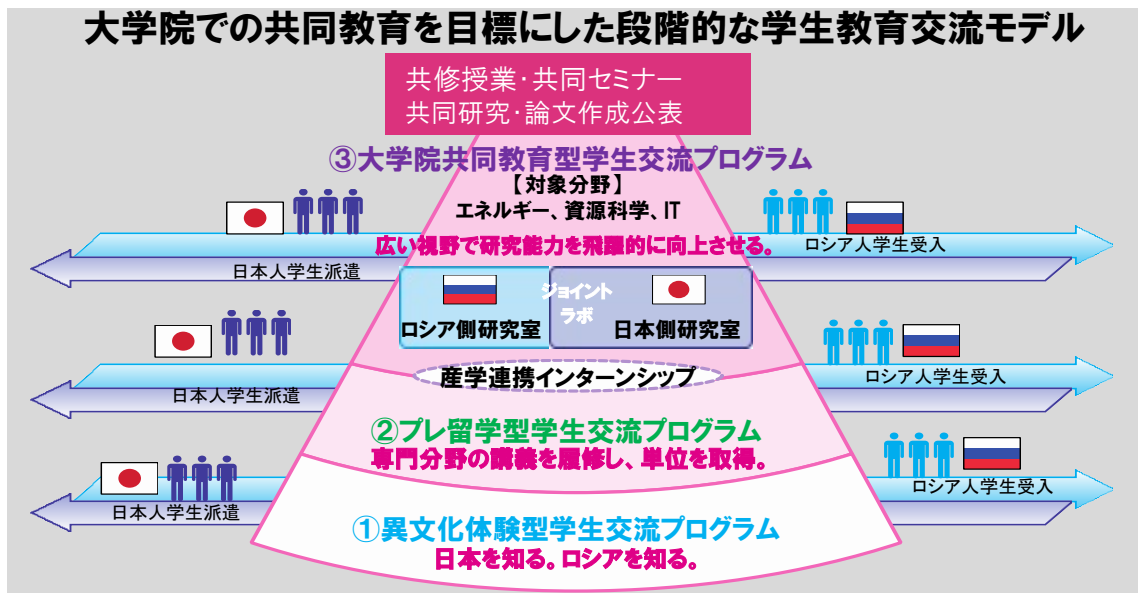 大学院での共同教育を目標にした段階的な学生教育交流モデル
共修授業・共同セミナー
共同研究・論文作成公表
③大学院共同教育型学生交流プログラム
【対象分野】
エネルギー、資源科学、IT
広い視野で研究能力を飛躍的に向上させる。
日本人学生派遣
ロシア人学生受入
ジョイント
ラボ
ロシア側研究室
日本側研究室
産学連携インターンシップ
日本人学生派遣
ロシア人学生受入
②プレ留学型学生交流プログラム
専門分野の講義を履修し、単位を取得。
日本人学生派遣
ロシア人学生受入
①異文化体験型学生交流プログラム
日本を知る。ロシアを知る。